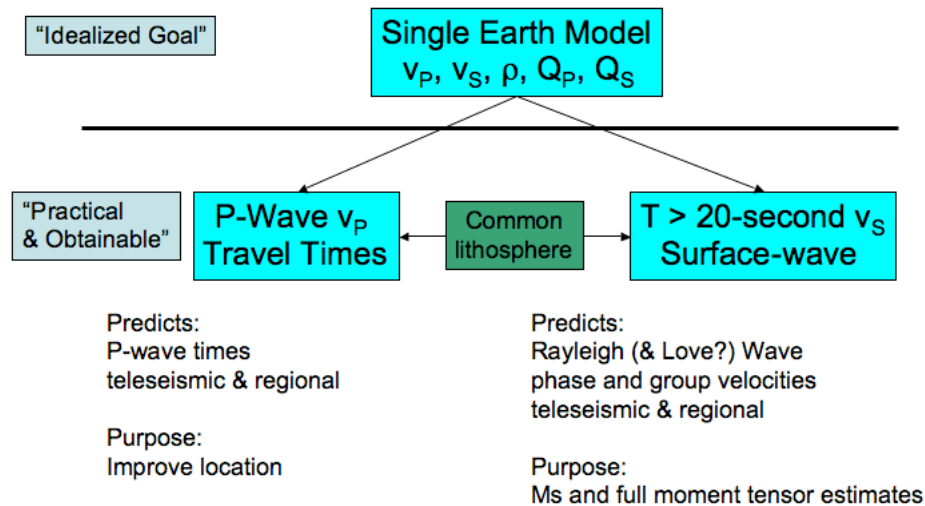 “Idealized Goal”
Single Earth Model
vP, vS, ρ, QP, QS
“Practical
& Obtainable”
P-Wave vP
Travel Times
Common
lithosphere
T > 20-second vS
Surface-wave
Predicts:
P-wave times
teleseismic & regional
Purpose:
Improve location
Predicts:
Rayleigh (& Love?) Wave
phase and group velocities
teleseismic & regional
Purpose:
Ms and full moment tensor estimates